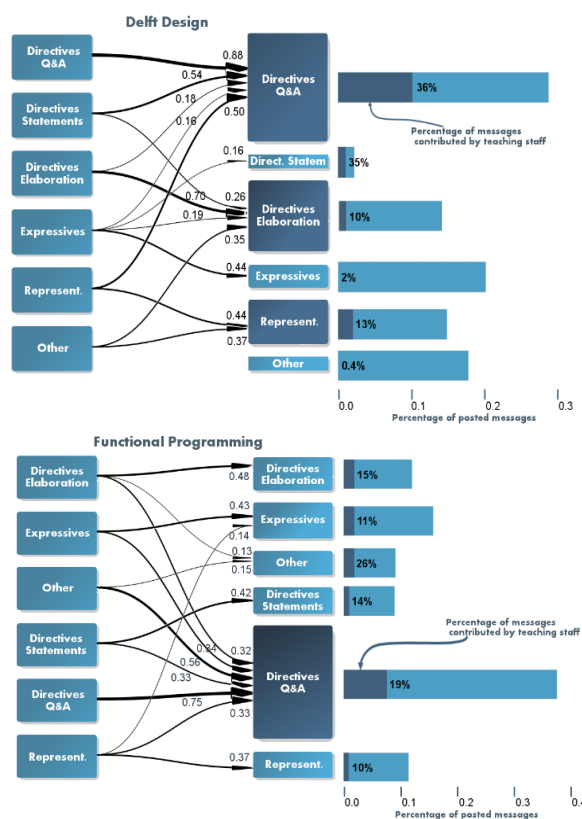 Delft Design
Directives
Q&A
Directives
Statements
Directives
Elaboration
Expressives
Represent.
Other
0.88
0.54
0.18
0.16
0.50
0.16
0.70
0.26
0.19
0.35
0.44
0.44
0.37
Directives
Q&A
Direct. Statem
Directives
Elaboration
Expressives
Represent.
Other
36%
Percentage of messages
contributed by teaching staff
35%
10%
2%
13%
0.4%
0.0 0.1 0.2 0.3
Percentage of posted messages
Functional Programming
Directives
Elaboration
Expressives
Other
Directives
Statements
Directives
Q&A
Represent.
0.48
0.43
0.14
0.13
0.15
0.42
0.32
0.34
0.56
0.33
0.75
0.33
0.37
Directives
Elaboration
Expressives
Other
Directives
Statements
Directives
Q&A
Represent.
15%
11%
26%
14%
Percentage of messages
contributed by teaching staff
19%
10%
0.0 0.1 0.2 0.3
Percentage of posted messages